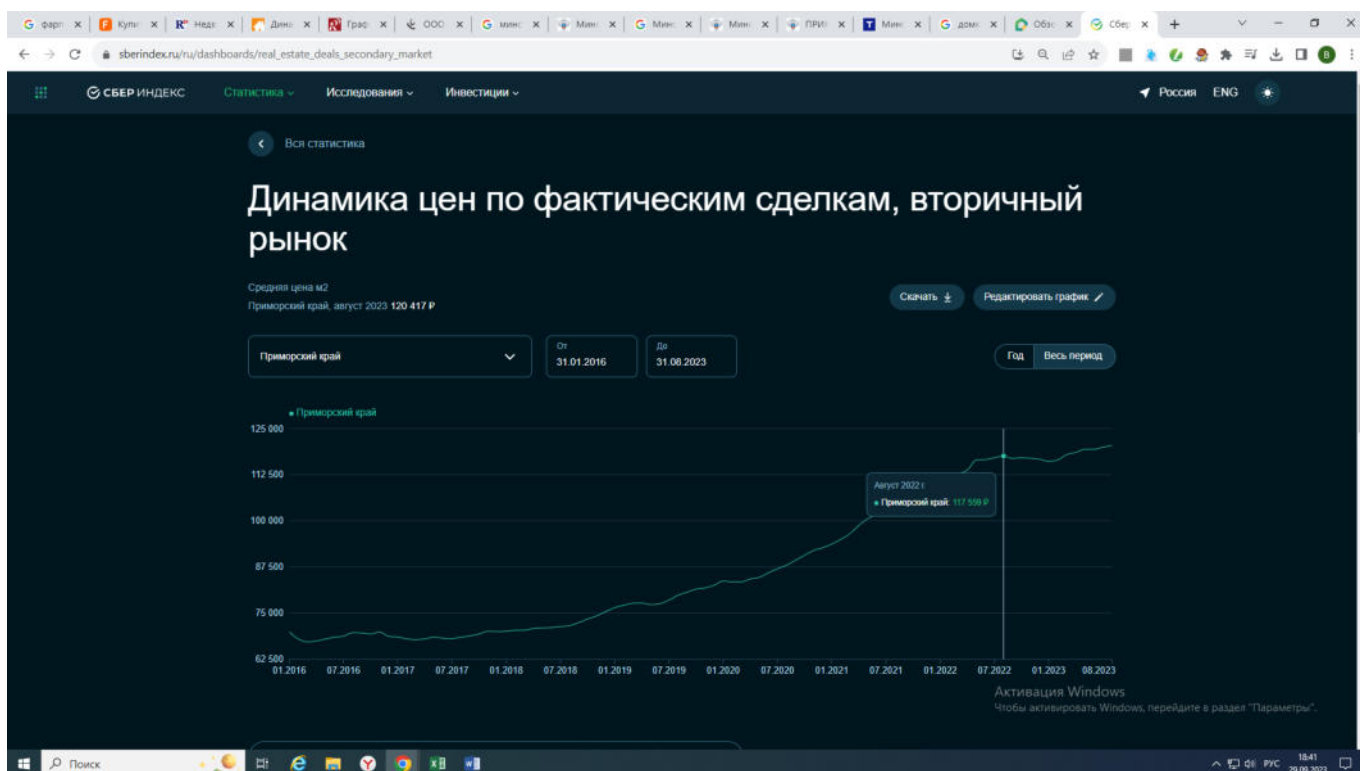 sberindex.ru/ru/dashboards/real_estate_deals_secondary_market
СБЕР ИНДЕКС Статистика Исследования Инвестиции Россия ENG
Вся статистика
Динамика цен по фактическим сделкам, вторичный
рынок
Средняя цена м2
Приморский край, август 2023 120 417 ₽
Скачать Редактировать график
Приморский край
От
31.01.2016
До
31.08.2023
Год Весь период
Приморский край
125 000
112 500
Август 2022 г.
Приморский край: 117 559 ₽
100 000
87 500
75 000
62 500
01.2016 07.2016 01.2017 07.2017 01.2018 07.2018 01.2019 07.2019 01.2020 07.2020 01.2021 07.2021 01.2022 07.2022 01.2023 08.2023
Активация Windows
Чтобы активировать Windows, перейдите в раздел "Параметры".
Поиск
РУС
18:41
29.09.2023